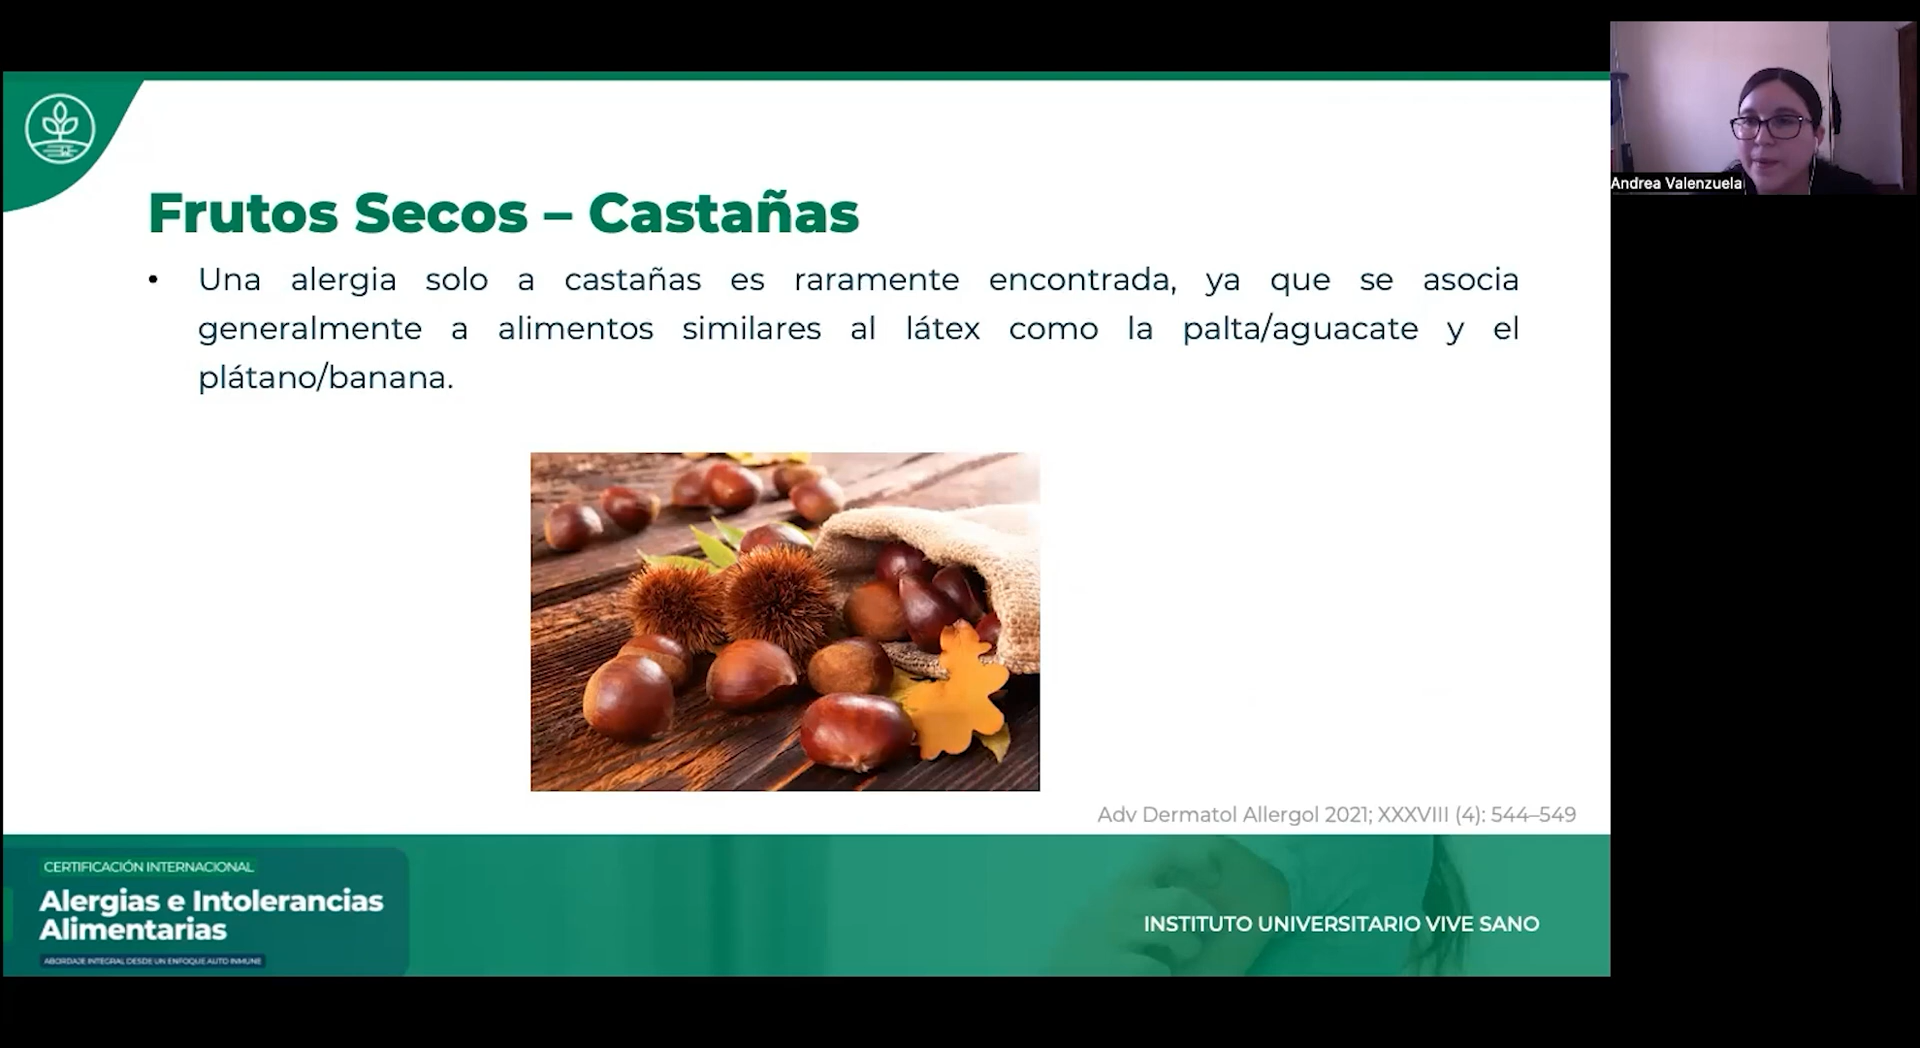 Frutos Secos – Castañas
• Una alergia solo a castañas es raramente encontrada, ya que se asocia
generalmente a alimentos similares al látex como la palta/aguacate y el
plátano/banana.
Adv Dermatol Allergol 2021; XXXVIII (4): 544–549
CERTIFICACIÓN INTERNACIONAL
Alergias e Intolerancias
Alimentarias
ABORDAJE INTEGRAL DESDE UN ENFOQUE AUTO INMUNE
INSTITUTO UNIVERSITARIO VIVE SANO
Andrea Valenzuela